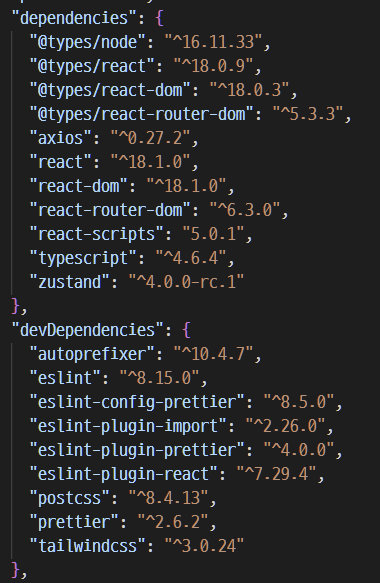 "dependencies": {
"@types/node": "^16.11.33",
"@types/react": "^18.0.9",
"@types/react-dom": "^18.0.3",
"@types/react-router-dom": "^5.3.3",
"axios": "^0.27.2",
"react": "^18.1.0",
"react-dom": "^18.1.0",
"react-router-dom": "^6.3.0",
"react-scripts": "5.0.1",
"typescript": "^4.6.4",
"zustand": "^4.0.0-rc.1"
},
"devDependencies": {
"autoprefixer": "^10.4.7",
"eslint": "^8.15.0",
"eslint-config-prettier": "^8.5.0",
"eslint-plugin-import": "^2.26.0",
"eslint-plugin-prettier": "^4.0.0",
"eslint-plugin-react": "^7.29.4",
"postcss": "^8.4.13",
"prettier": "^2.6.2",
"tailwindcss": "^3.0.24"
},